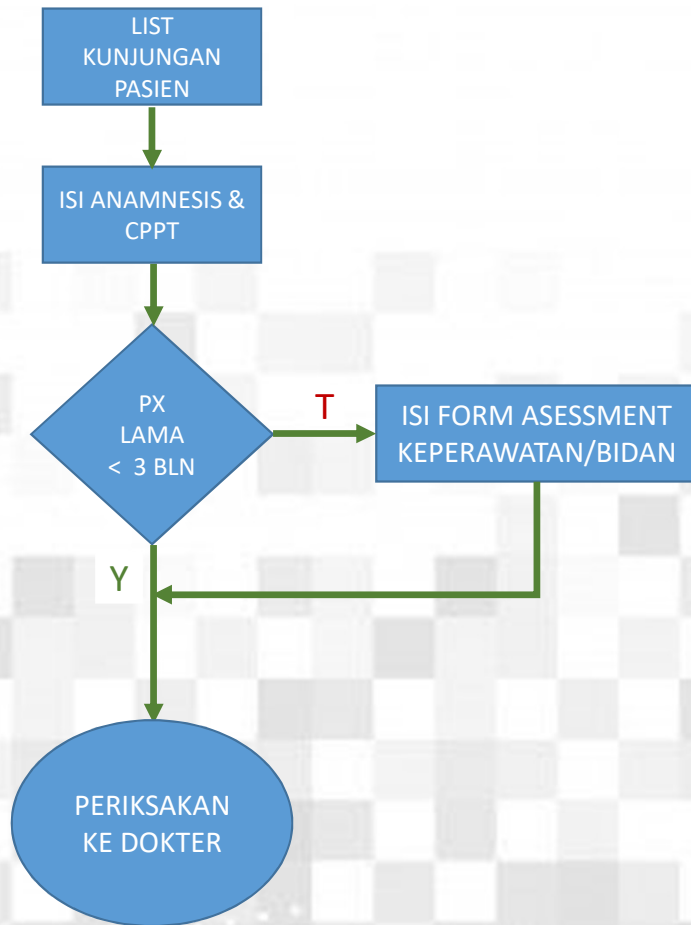 LIST
KUNJUNGAN
PASIEN
ISI ANAMNESIS &
CPPT
PX
LAMA
< 3 BLN
T
ISI FORM ASESSMENT
KEPERAWATAN/BIDAN
Y
PERIKSAKAN
KE DOKTER